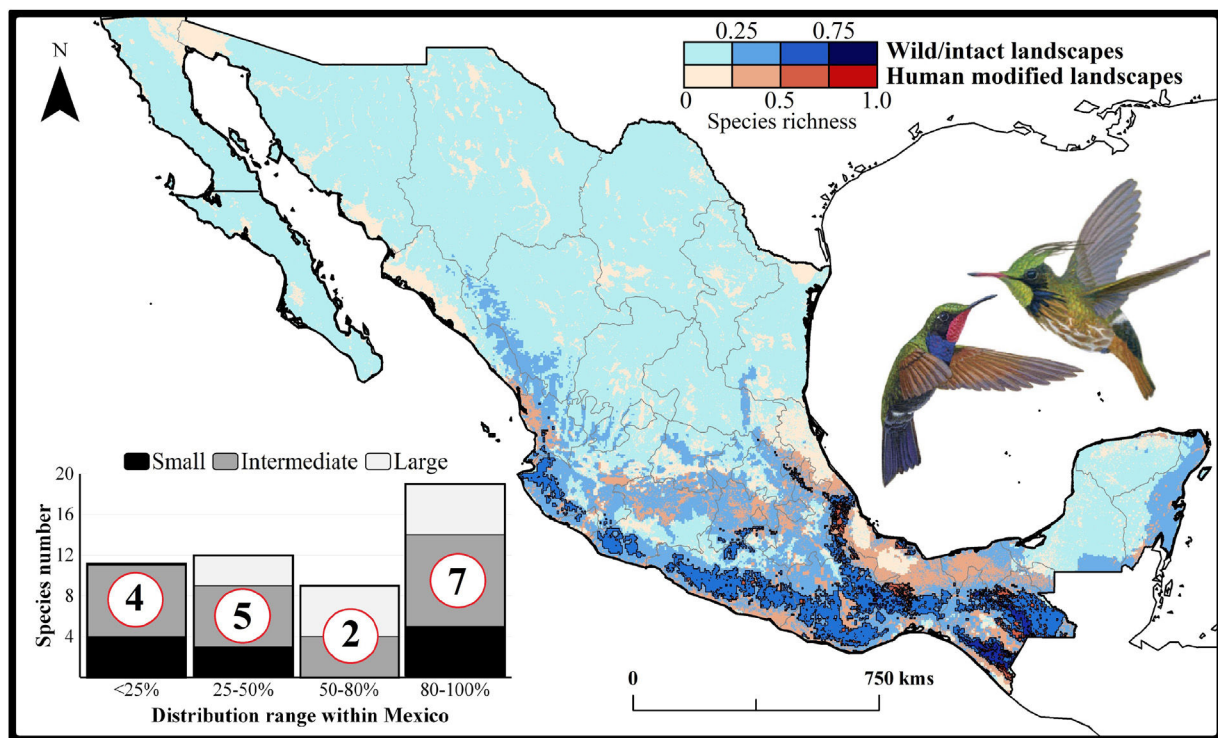 N
0.25 0.75
Wild/intact landscapes
Human modified landscapes
0 0.5 1.0
Species richness
Small Intermediate Large
Species number
20
16
12
8
4
4
5
2
7
<25% 25-50% 50-80% 80-100%
Distribution range within Mexico
0 750 kms